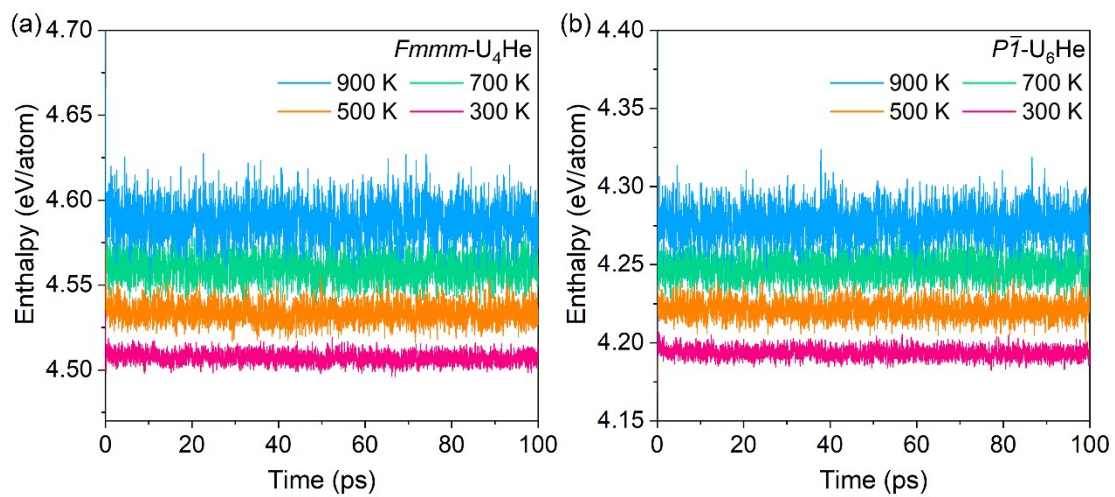 (a)
Fmmm-U₄He
900 K 700 K
500 K 300 K
4.70
4.65
4.60
4.55
4.50
Enthalpy (eV/atom)
0 20 40 60 80 100
Time (ps)
(b)
P1̅-U₆He
900 K 700 K
500 K 300 K
4.40
4.35
4.30
4.25
4.20
4.15
Enthalpy (eV/atom)
0 20 40 60 80 100
Time (ps)